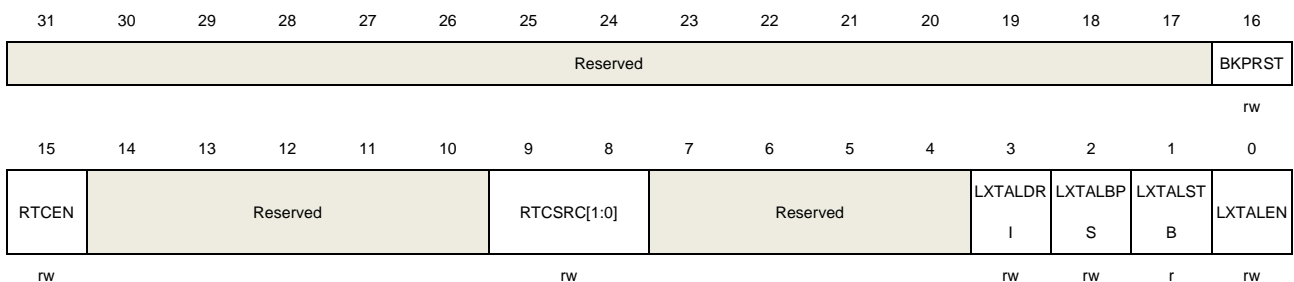 31 30 29 28 27 26 25 24 23 22 21 20 19 18 17 16
Reserved BKPRST
rw
15 14 13 12 11 10 9 8 7 6 5 4 3 2 1 0
RTCEN Reserved RTCSRC[1:0] Reserved LXTALDR LXTALBP LXTALST LXTALEN
I S B
rw rw rw rw r rw